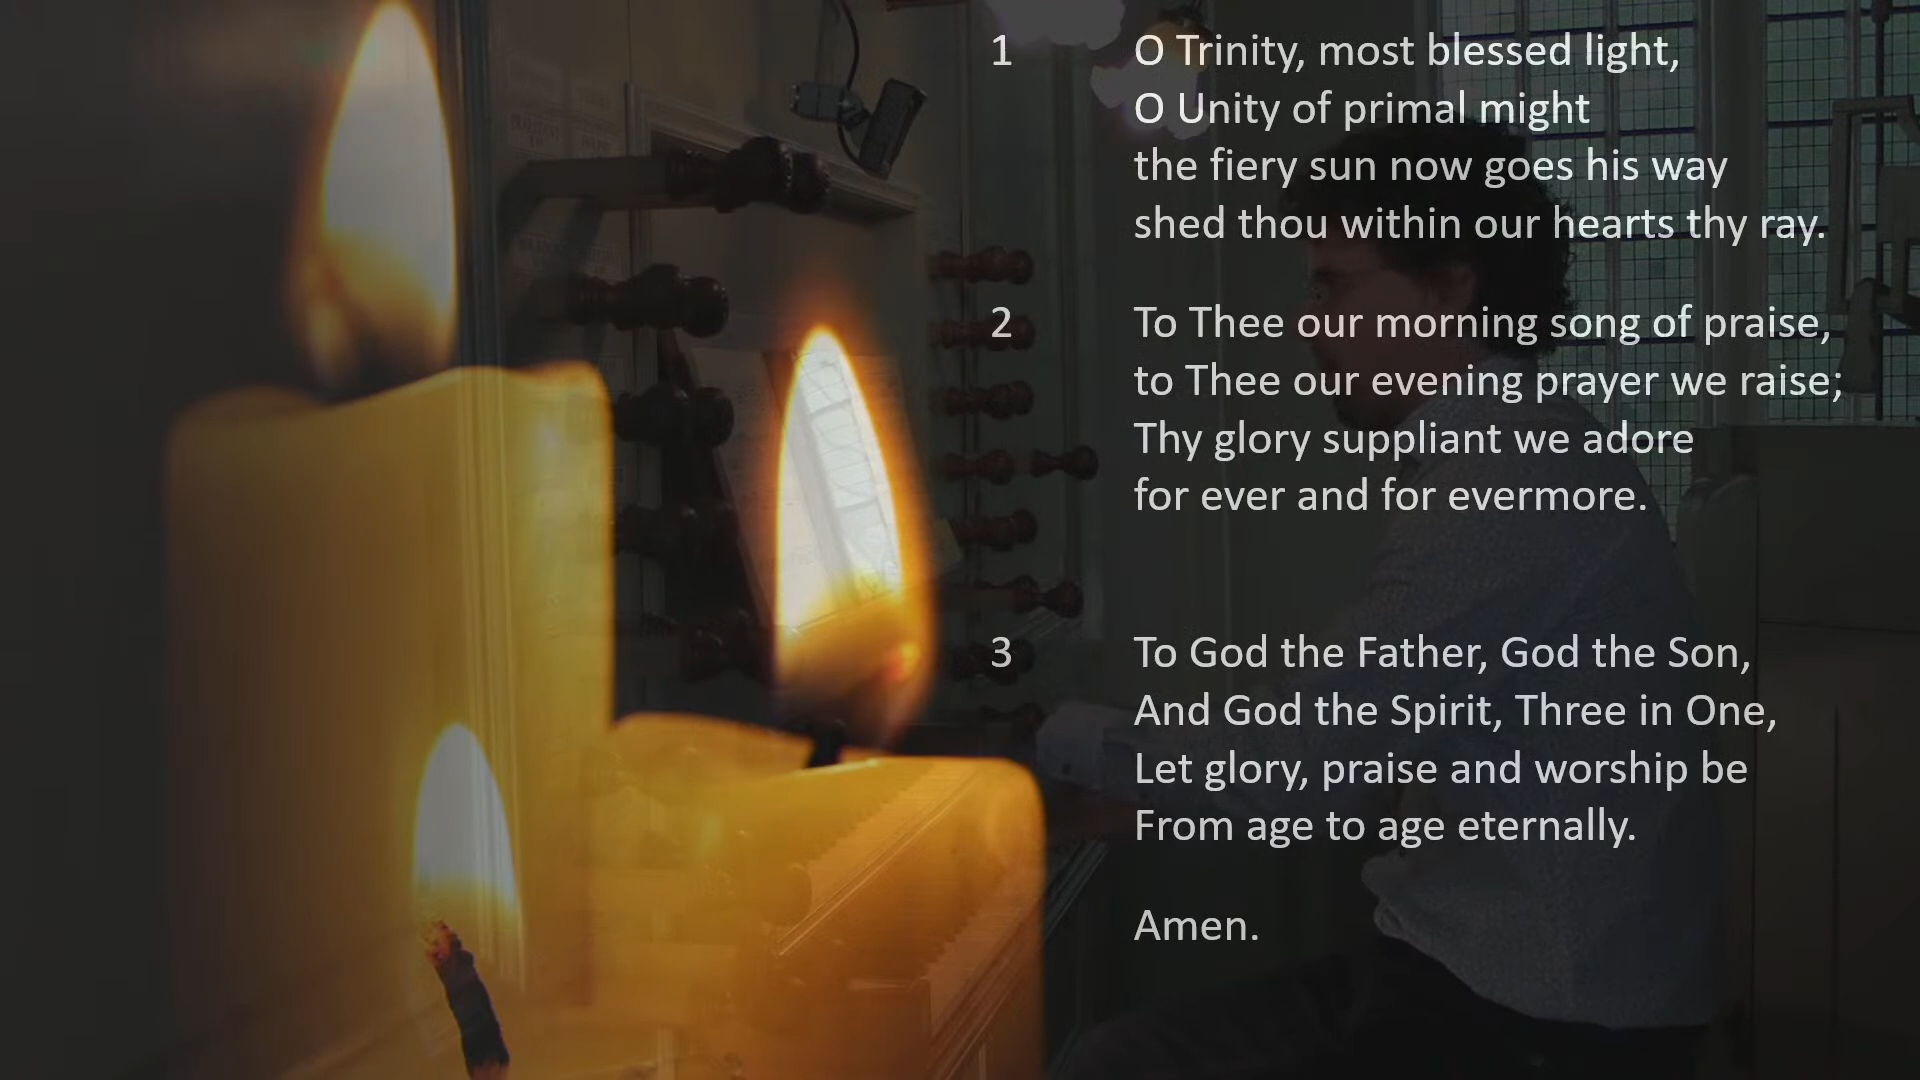 1 O Trinity, most blessed light,
O Unity of primal might
the fiery sun now goes his way
shed thou within our hearts thy ray.
2 To Thee our morning song of praise,
to Thee our evening prayer we raise;
Thy glory suppliant we adore
for ever and for evermore.
3 To God the Father, God the Son,
And God the Spirit, Three in One,
Let glory, praise and worship be
From age to age eternally.
Amen.